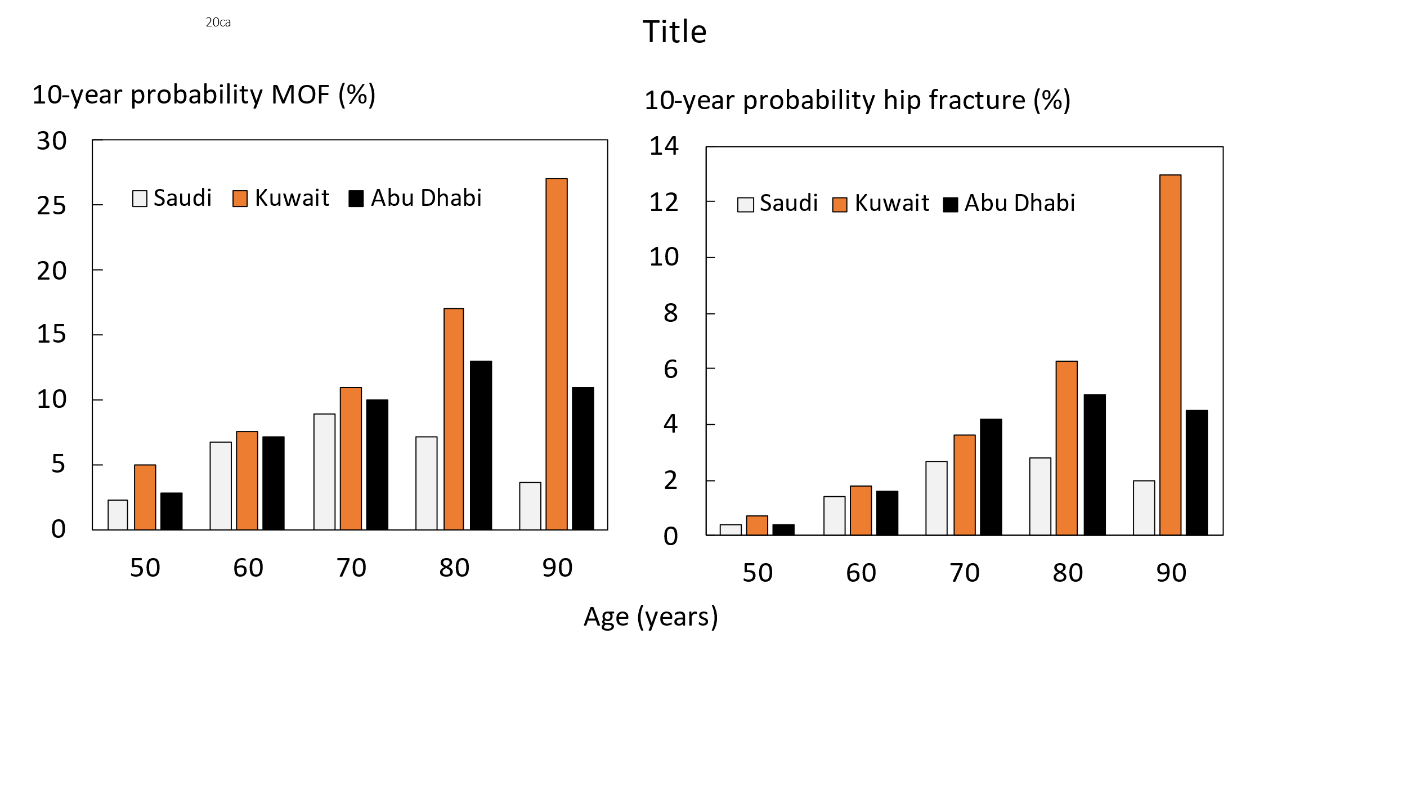 20ca
Title
10-year probability MOF (%)
30
25
20
15
10
5
0
Saudi Kuwait Abu Dhabi
50 60 70 80 90
10-year probability hip fracture (%)
14
12
10
8
6
4
2
0
Saudi Kuwait Abu Dhabi
50 60 70 80 90
Age (years)